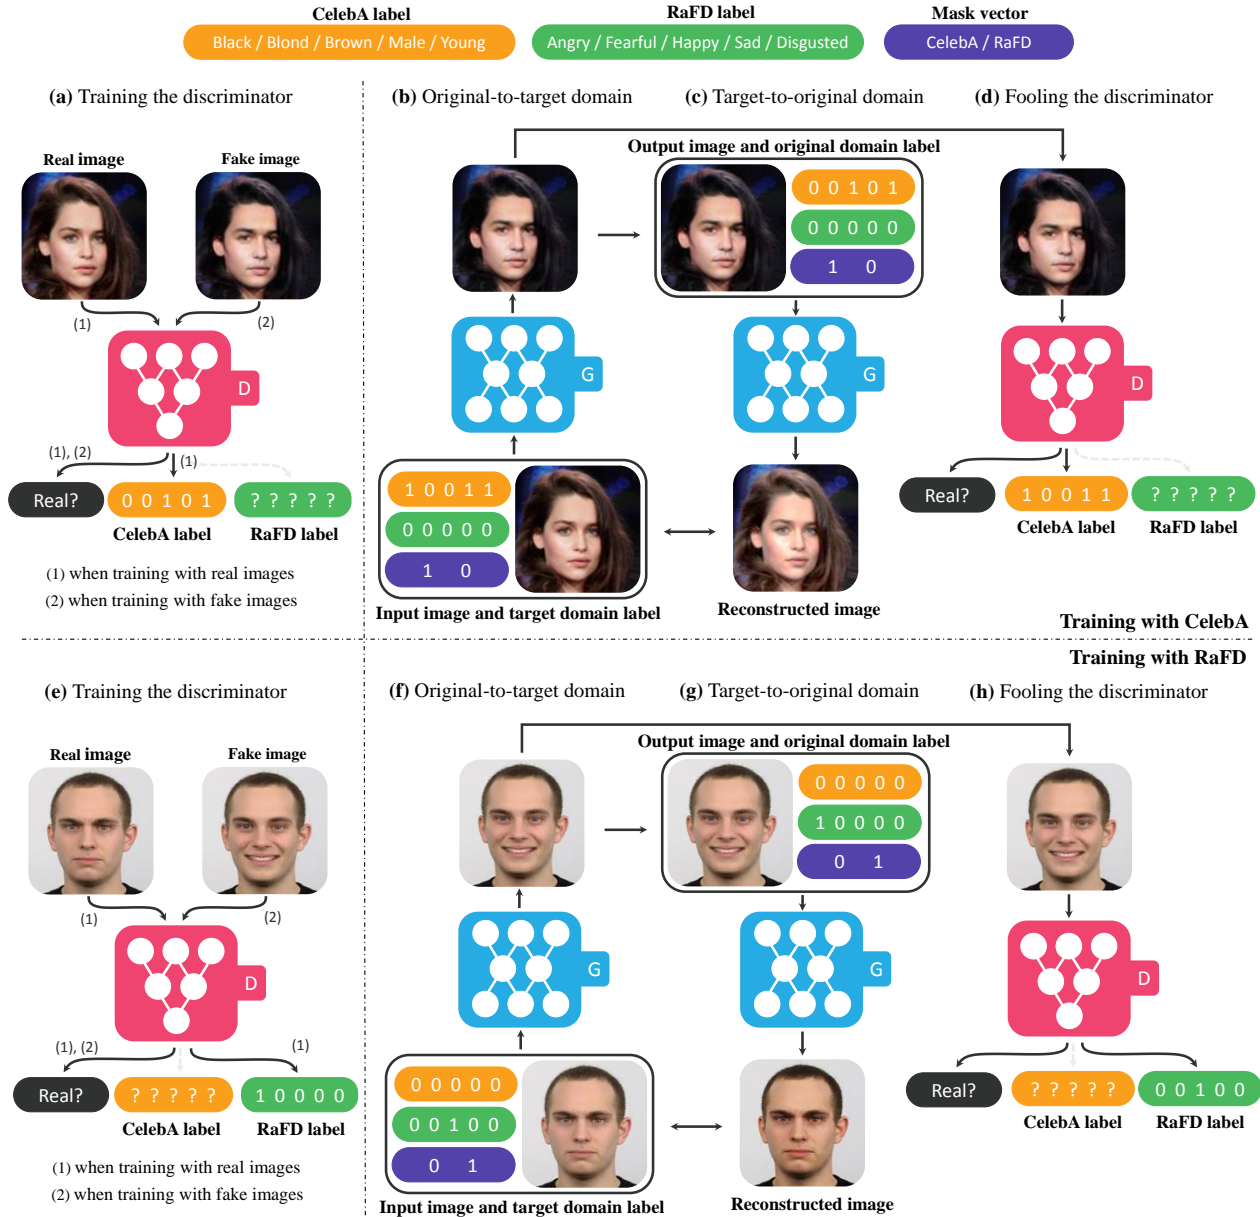 CelebA label
RaFD label
Mask vector
Black / Blond / Brown / Male / Young
Angry / Fearful / Happy / Sad / Disgusted
CelebA / RaFD
(a) Training the discriminator
(b) Original-to-target domain
(c) Target-to-original domain
(d) Fooling the discriminator
Real image
Fake image
Output image and original domain label
0 0 1 0 1
0 0 0 0 0
1 0
(1)
(2)
D
G
G
D
(1), (2)
(1)
Real?
0 0 1 0 1
? ? ? ? ?
CelebA label
RaFD label
(1) when training with real images
(2) when training with fake images
1 0 0 1 1
0 0 0 0 0
1 0
Input image and target domain label
Reconstructed image
Real?
1 0 0 1 1
? ? ? ? ?
CelebA label
RaFD label
Training with CelebA
Training with RaFD
(e) Training the discriminator
(f) Original-to-target domain
(g) Target-to-original domain
(h) Fooling the discriminator
Real image
Fake image
Output image and original domain label
0 0 0 0 0
1 0 0 0 0
0 1
(1)
(2)
D
G
G
D
(1), (2)
(1)
Real?
? ? ? ? ?
1 0 0 0 0
CelebA label
RaFD label
(1) when training with real images
(2) when training with fake images
0 0 0 0 0
0 0 1 0 0
0 1
Input image and target domain label
Reconstructed image
Real?
? ? ? ? ?
0 0 1 0 0
CelebA label
RaFD label